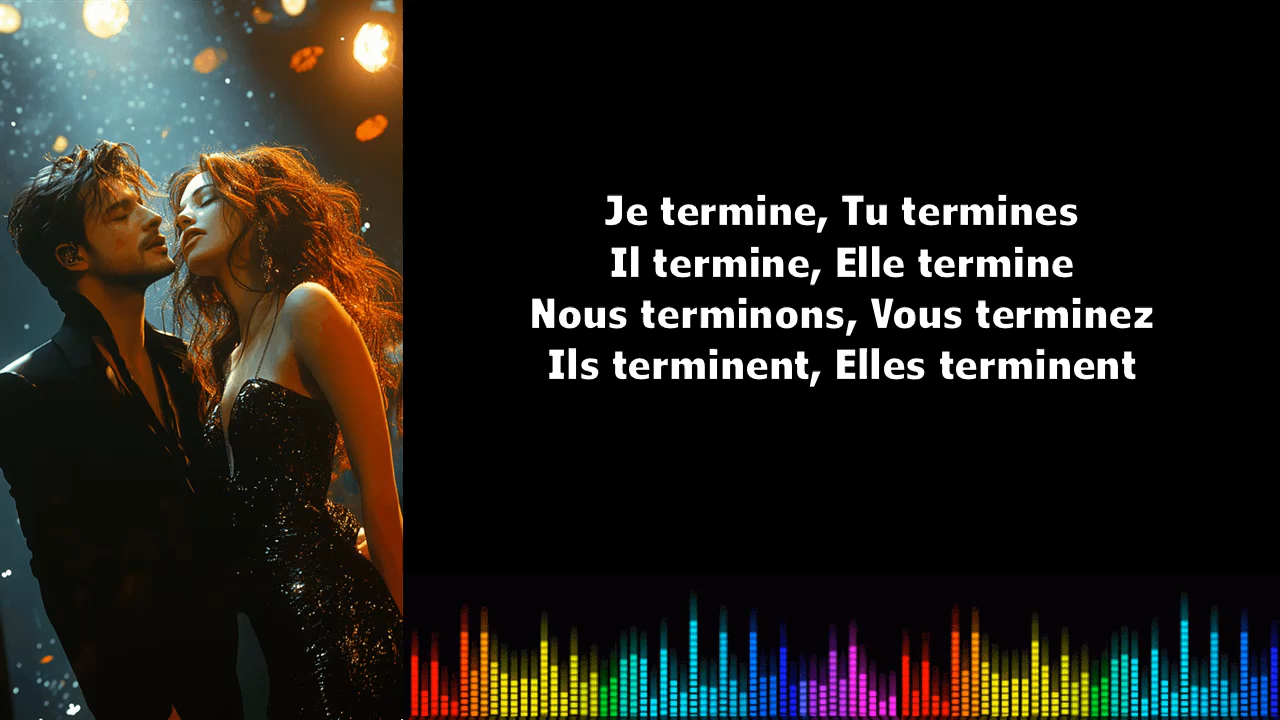 Je termine, Tu termines
Il termine, Elle termine
Nous terminons, Vous terminez
Ils terminent, Elles terminent